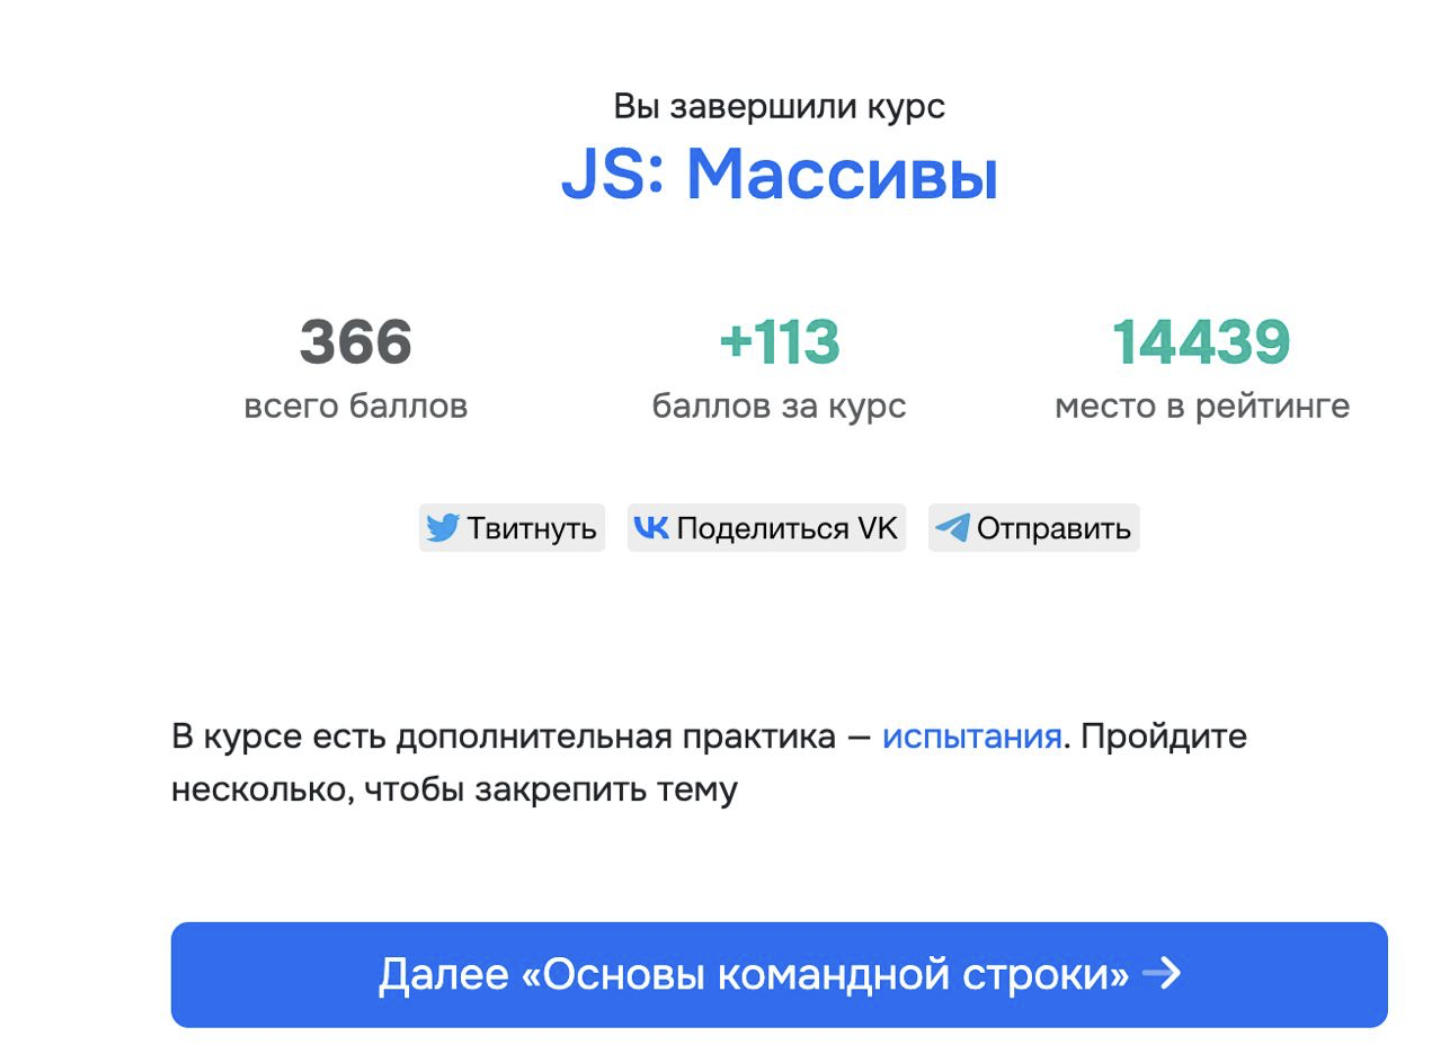 Вы завершили курс
JS: Массивы
366
всего баллов
+113
баллов за курс
14439
место в рейтинге
Твитнуть
Поделиться VK
Отправить
В курсе есть дополнительная практика — испытания. Пройдите
несколько, чтобы закрепить тему
Далее «Основы командной строки» →